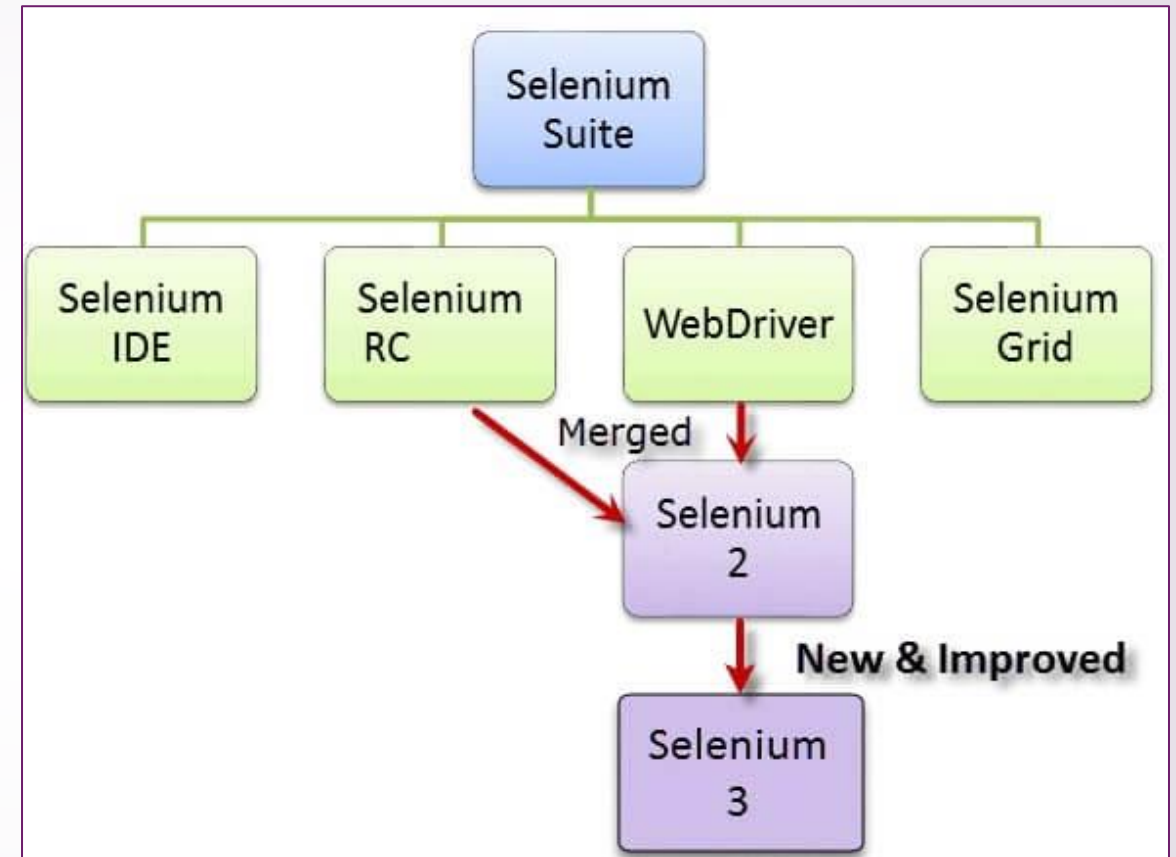 Selenium
Suite
Selenium
IDE
Selenium
RC
WebDriver
Selenium
Grid
Merged
Selenium
2
New & Improved
Selenium
3